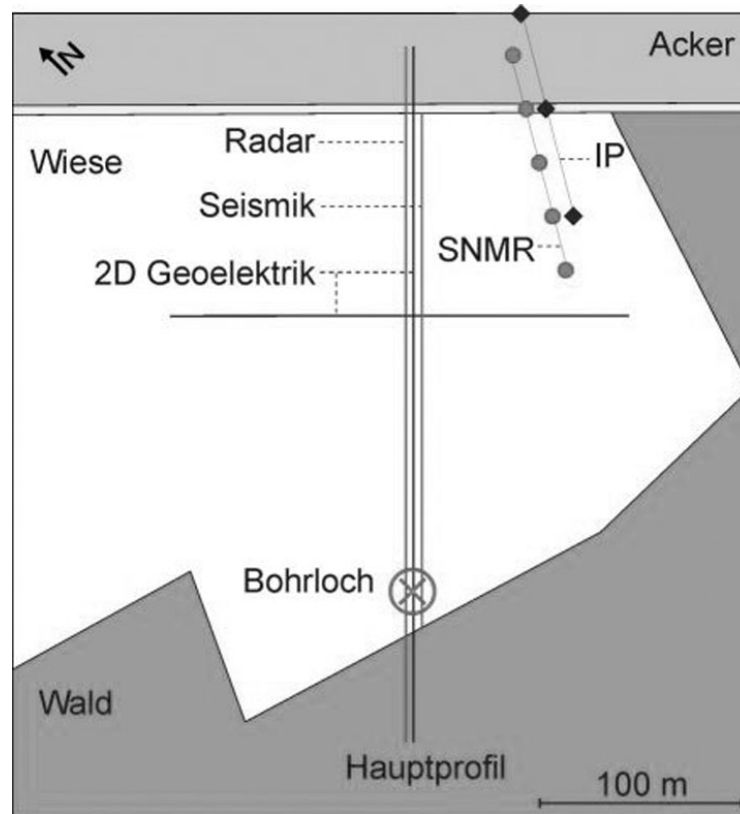 N
Acker
Wiese
Radar
IP
Seismik
SNMR
2D Geoelektrik
Bohrloch
Wald
Hauptprofil
100 m